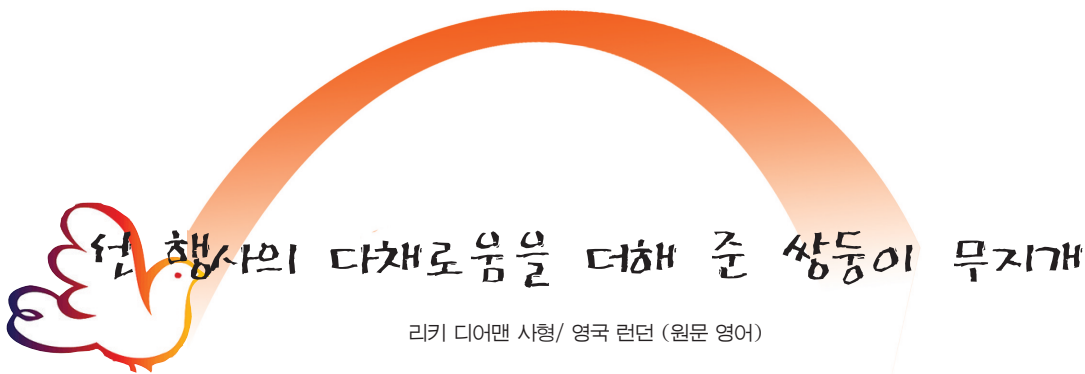 선 행사의 다채로움을 더해 준 쌍둥이 무지개
리키 디어맨 사형/ 영국 런던 (원문 영어)